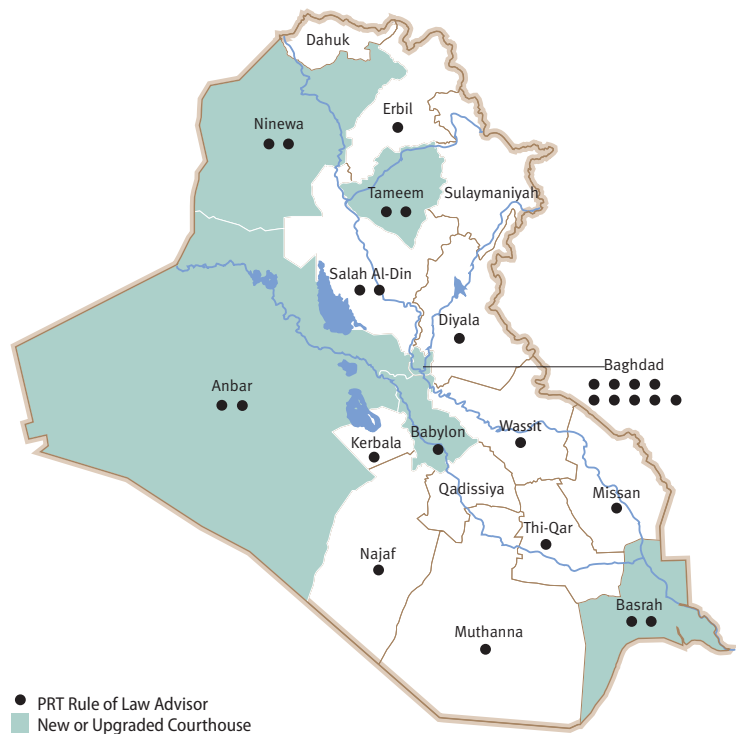 Dahuk
Erbil
Ninewa
Tameem
Sulaymaniyah
Salah Al-Din
Diyala
Baghdad
Anbar
Wassit
Babylon
Kerbala
Qadissiya
Missan
Thi-Qar
Najaf
Basrah
Muthanna
PRT Rule of Law Advisor
New or Upgraded Courthouse